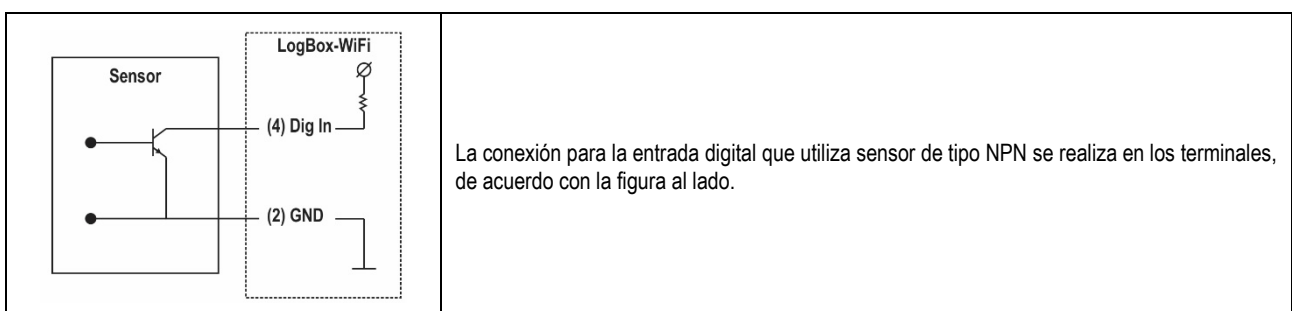 LogBox-WiFi
Sensor
(4) Dig In
(2) GND
La conexión para la entrada digital que utiliza sensor de tipo NPN se realiza en los terminales,
de acuerdo con la figura al lado.